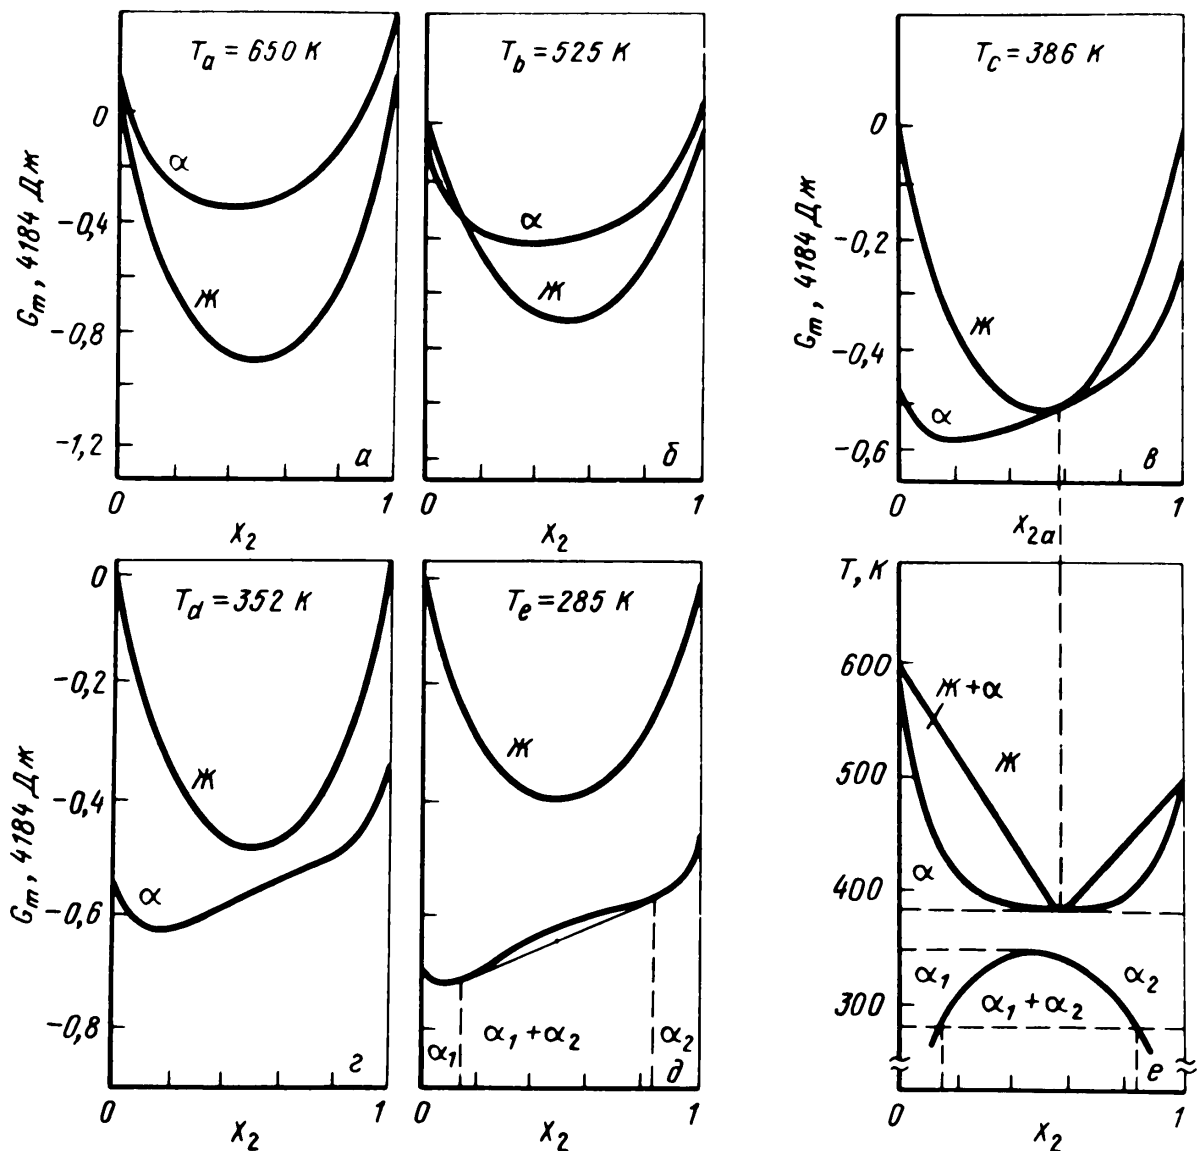 T_a = 650 K
0
-0,4
-0,8
-1,2
G_m, 4184 Дж
α
Ж
а
0
1
X_2
T_b = 525 K
α
Ж
б
0
1
X_2
T_c = 386 K
0
-0,2
-0,4
-0,6
G_m, 4184 Дж
Ж
α
в
0
1
X_2a
T_d = 352 K
0
-0,2
-0,4
-0,6
-0,8
G_m, 4184 Дж
Ж
α
г
0
1
X_2
T_e = 285 K
Ж
α_1
α_1 + α_2
α_2
д
0
1
X_2
T, K
600
500
400
300
Ж + α
Ж
α
α_1
α_2
α_1 + α_2
е
0
1
X_2